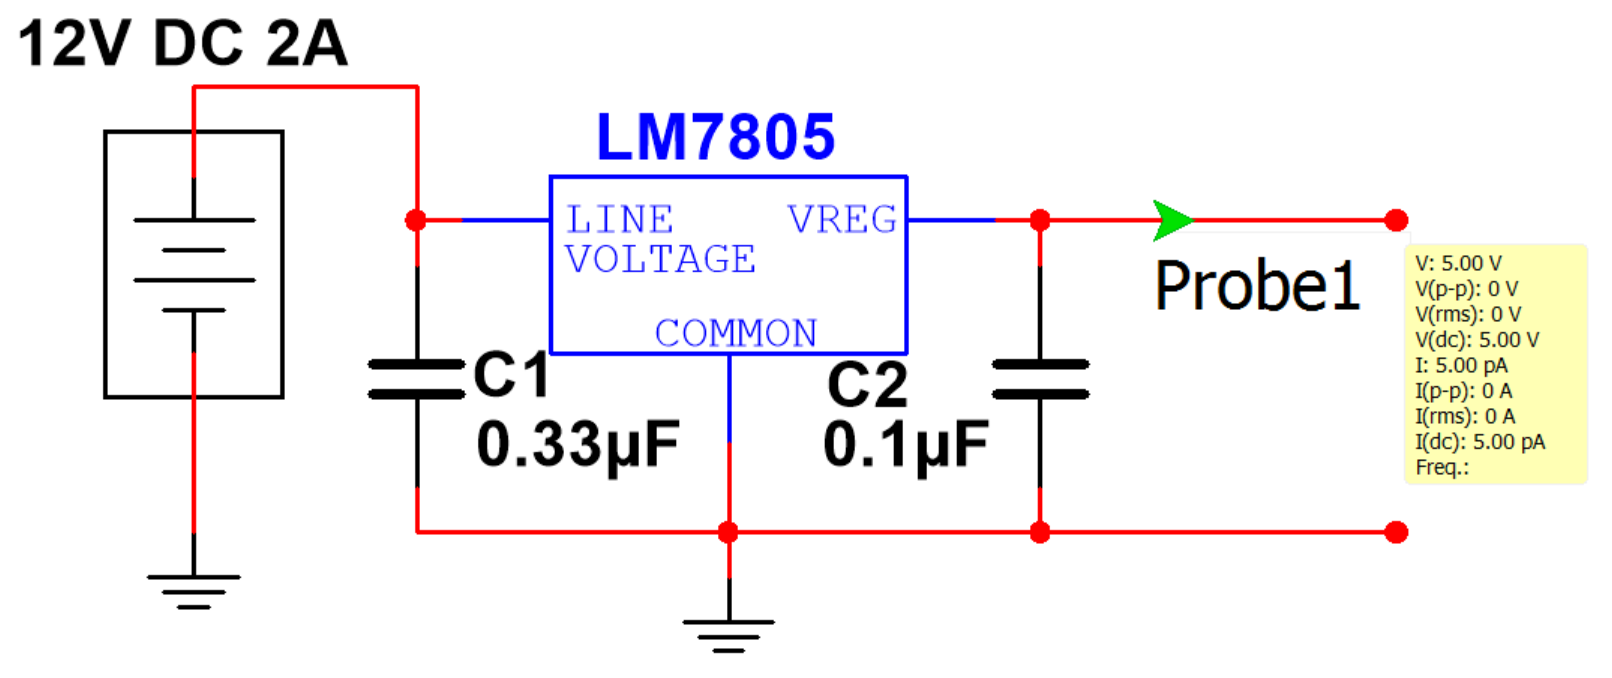 12V DC 2A
LM7805
LINE VREG
VOLTAGE
COMMON
C1
0.33µF
C2
0.1µF
Probe1
V: 5.00 V
V(p-p): 0 V
V(rms): 0 V
V(dc): 5.00 V
I: 5.00 pA
I(p-p): 0 A
I(rms): 0 A
I(dc): 5.00 pA
Freq.: